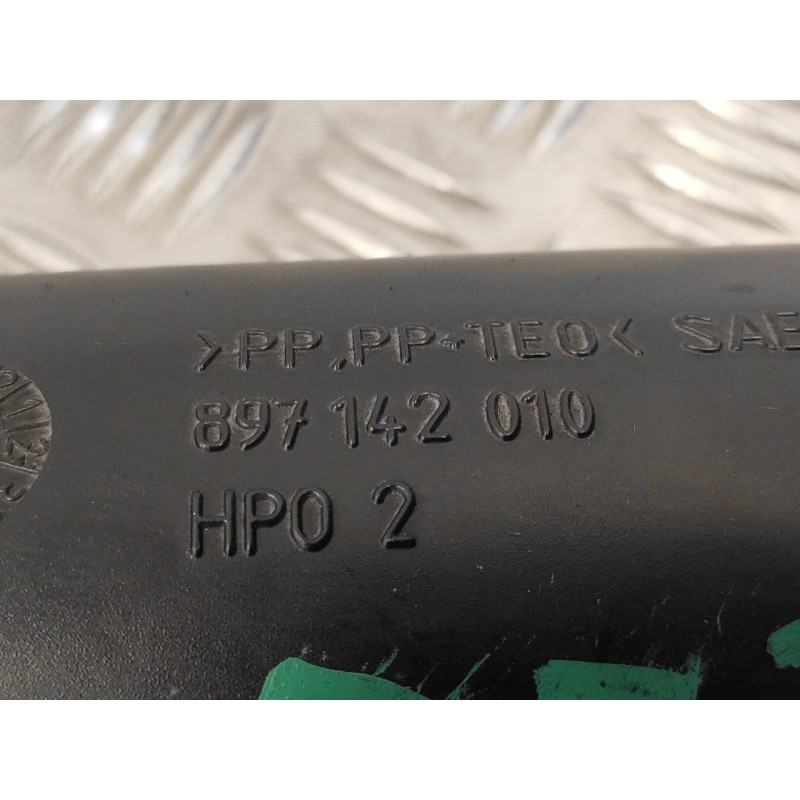 >PP,PP-TEO< SAE
897 142 010
HPO 2